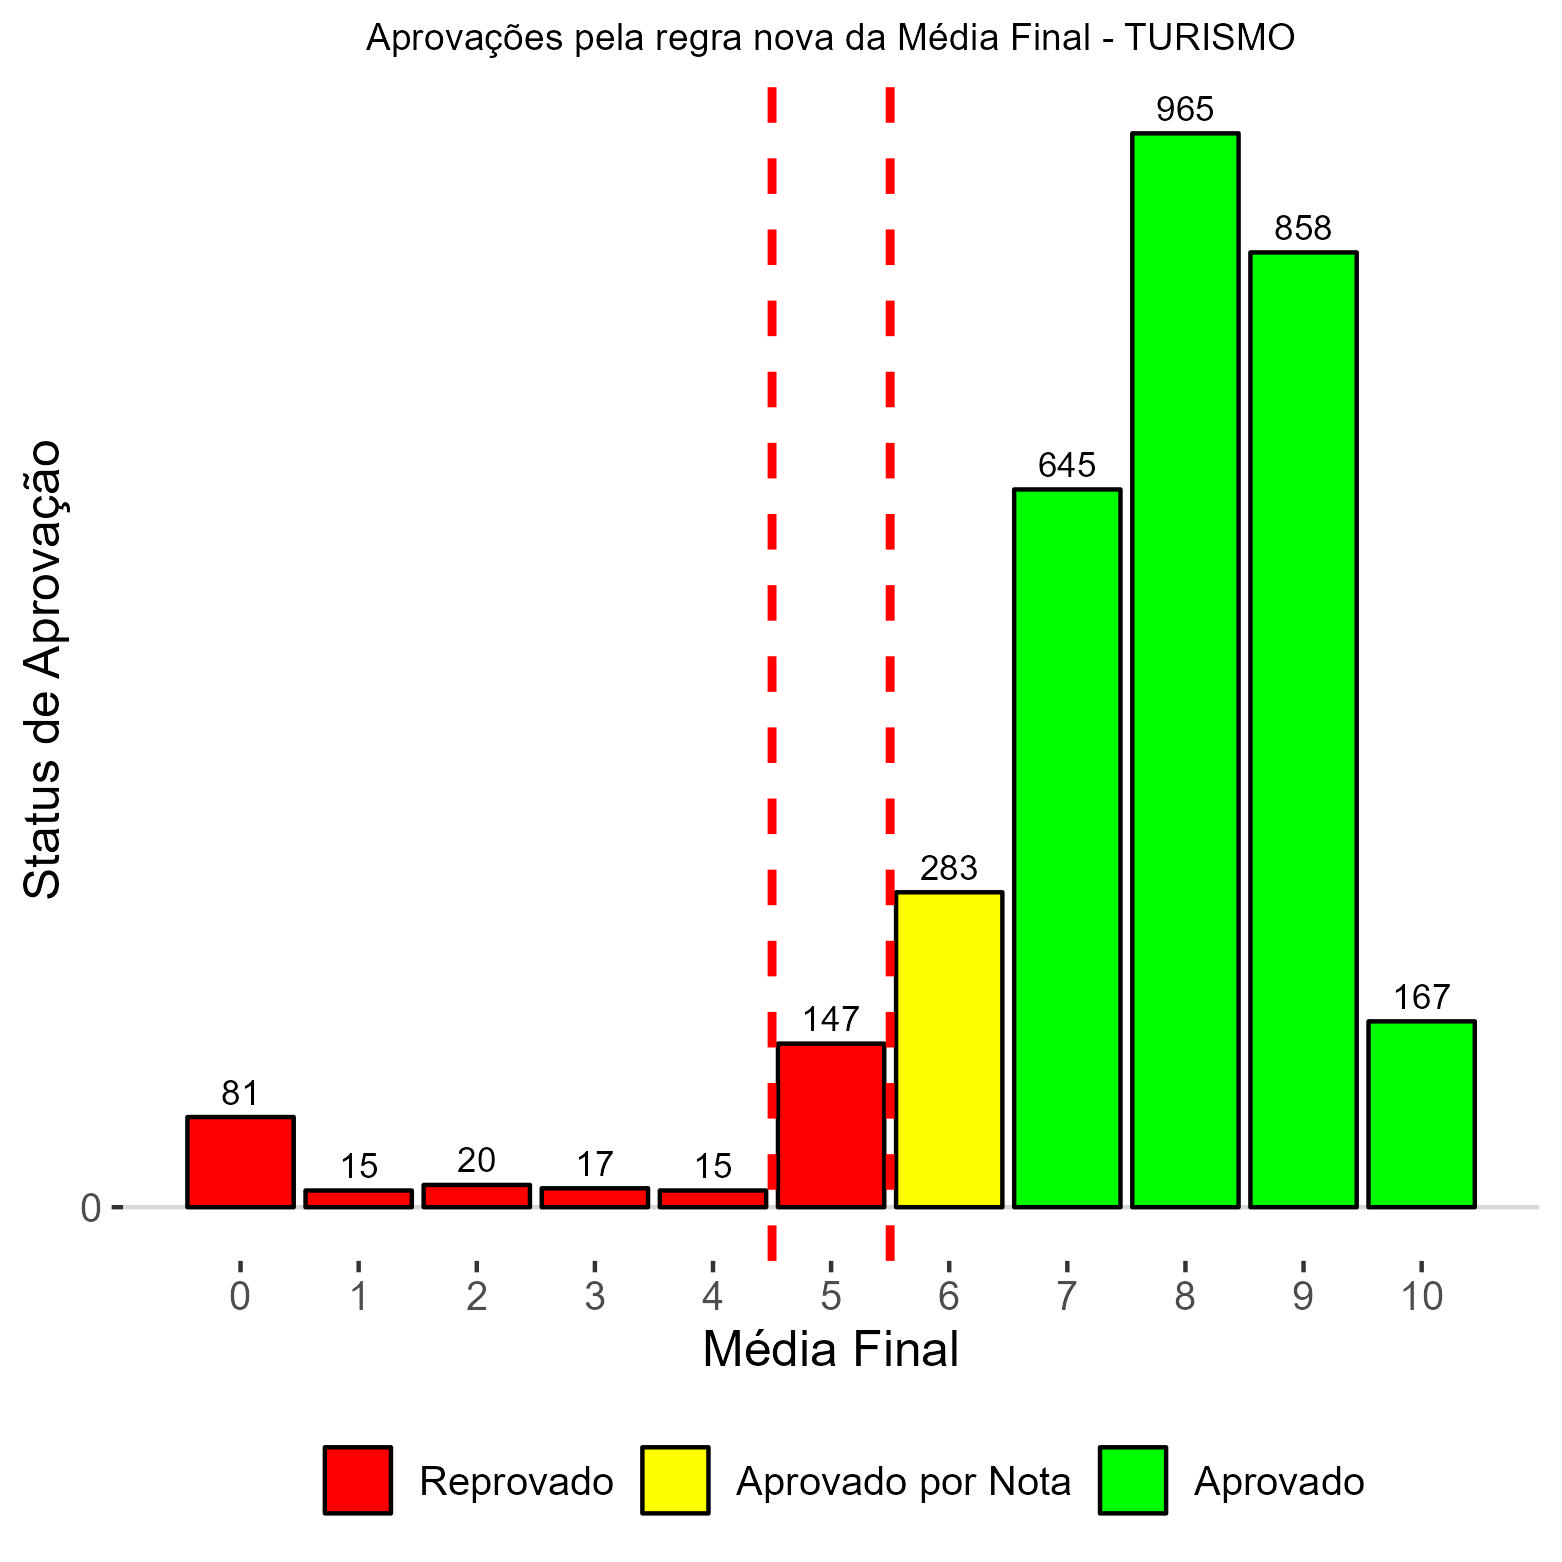 Aprovações pela regra nova da Média Final - TURISMO
965
858
645
283
167
147
81
15
20
17
15
Status de Aprovação
0
0 1 2 3 4 5 6 7 8 9 10
Média Final
Reprovado Aprovado por Nota Aprovado